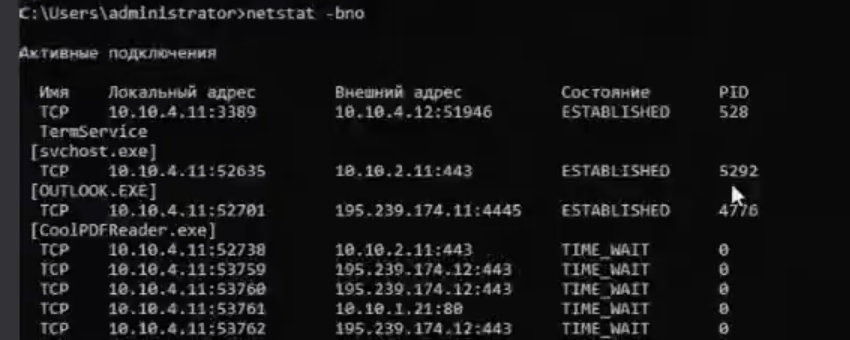 C:\Users\administrator>netstat -bno
Активные подключения
Имя Локальный адрес Внешний адрес Состояние PID
TCP 10.10.4.11:3389 10.10.4.12:51946 ESTABLISHED 528
TermService
[svchost.exe]
TCP 10.10.4.11:52635 10.10.2.11:443 ESTABLISHED 5292
[OUTLOOK.EXE]
TCP 10.10.4.11:52701 195.239.174.11:4445 ESTABLISHED 4776
[CoolPDFReader.exe]
TCP 10.10.4.11:52738 10.10.2.11:443 TIME_WAIT 0
TCP 10.10.4.11:53759 195.239.174.12:443 TIME_WAIT 0
TCP 10.10.4.11:53760 195.239.174.12:443 TIME_WAIT 0
TCP 10.10.4.11:53761 10.10.1.21:80 TIME_WAIT 0
TCP 10.10.4.11:53762 195.239.174.12:443 TIME_WAIT 0